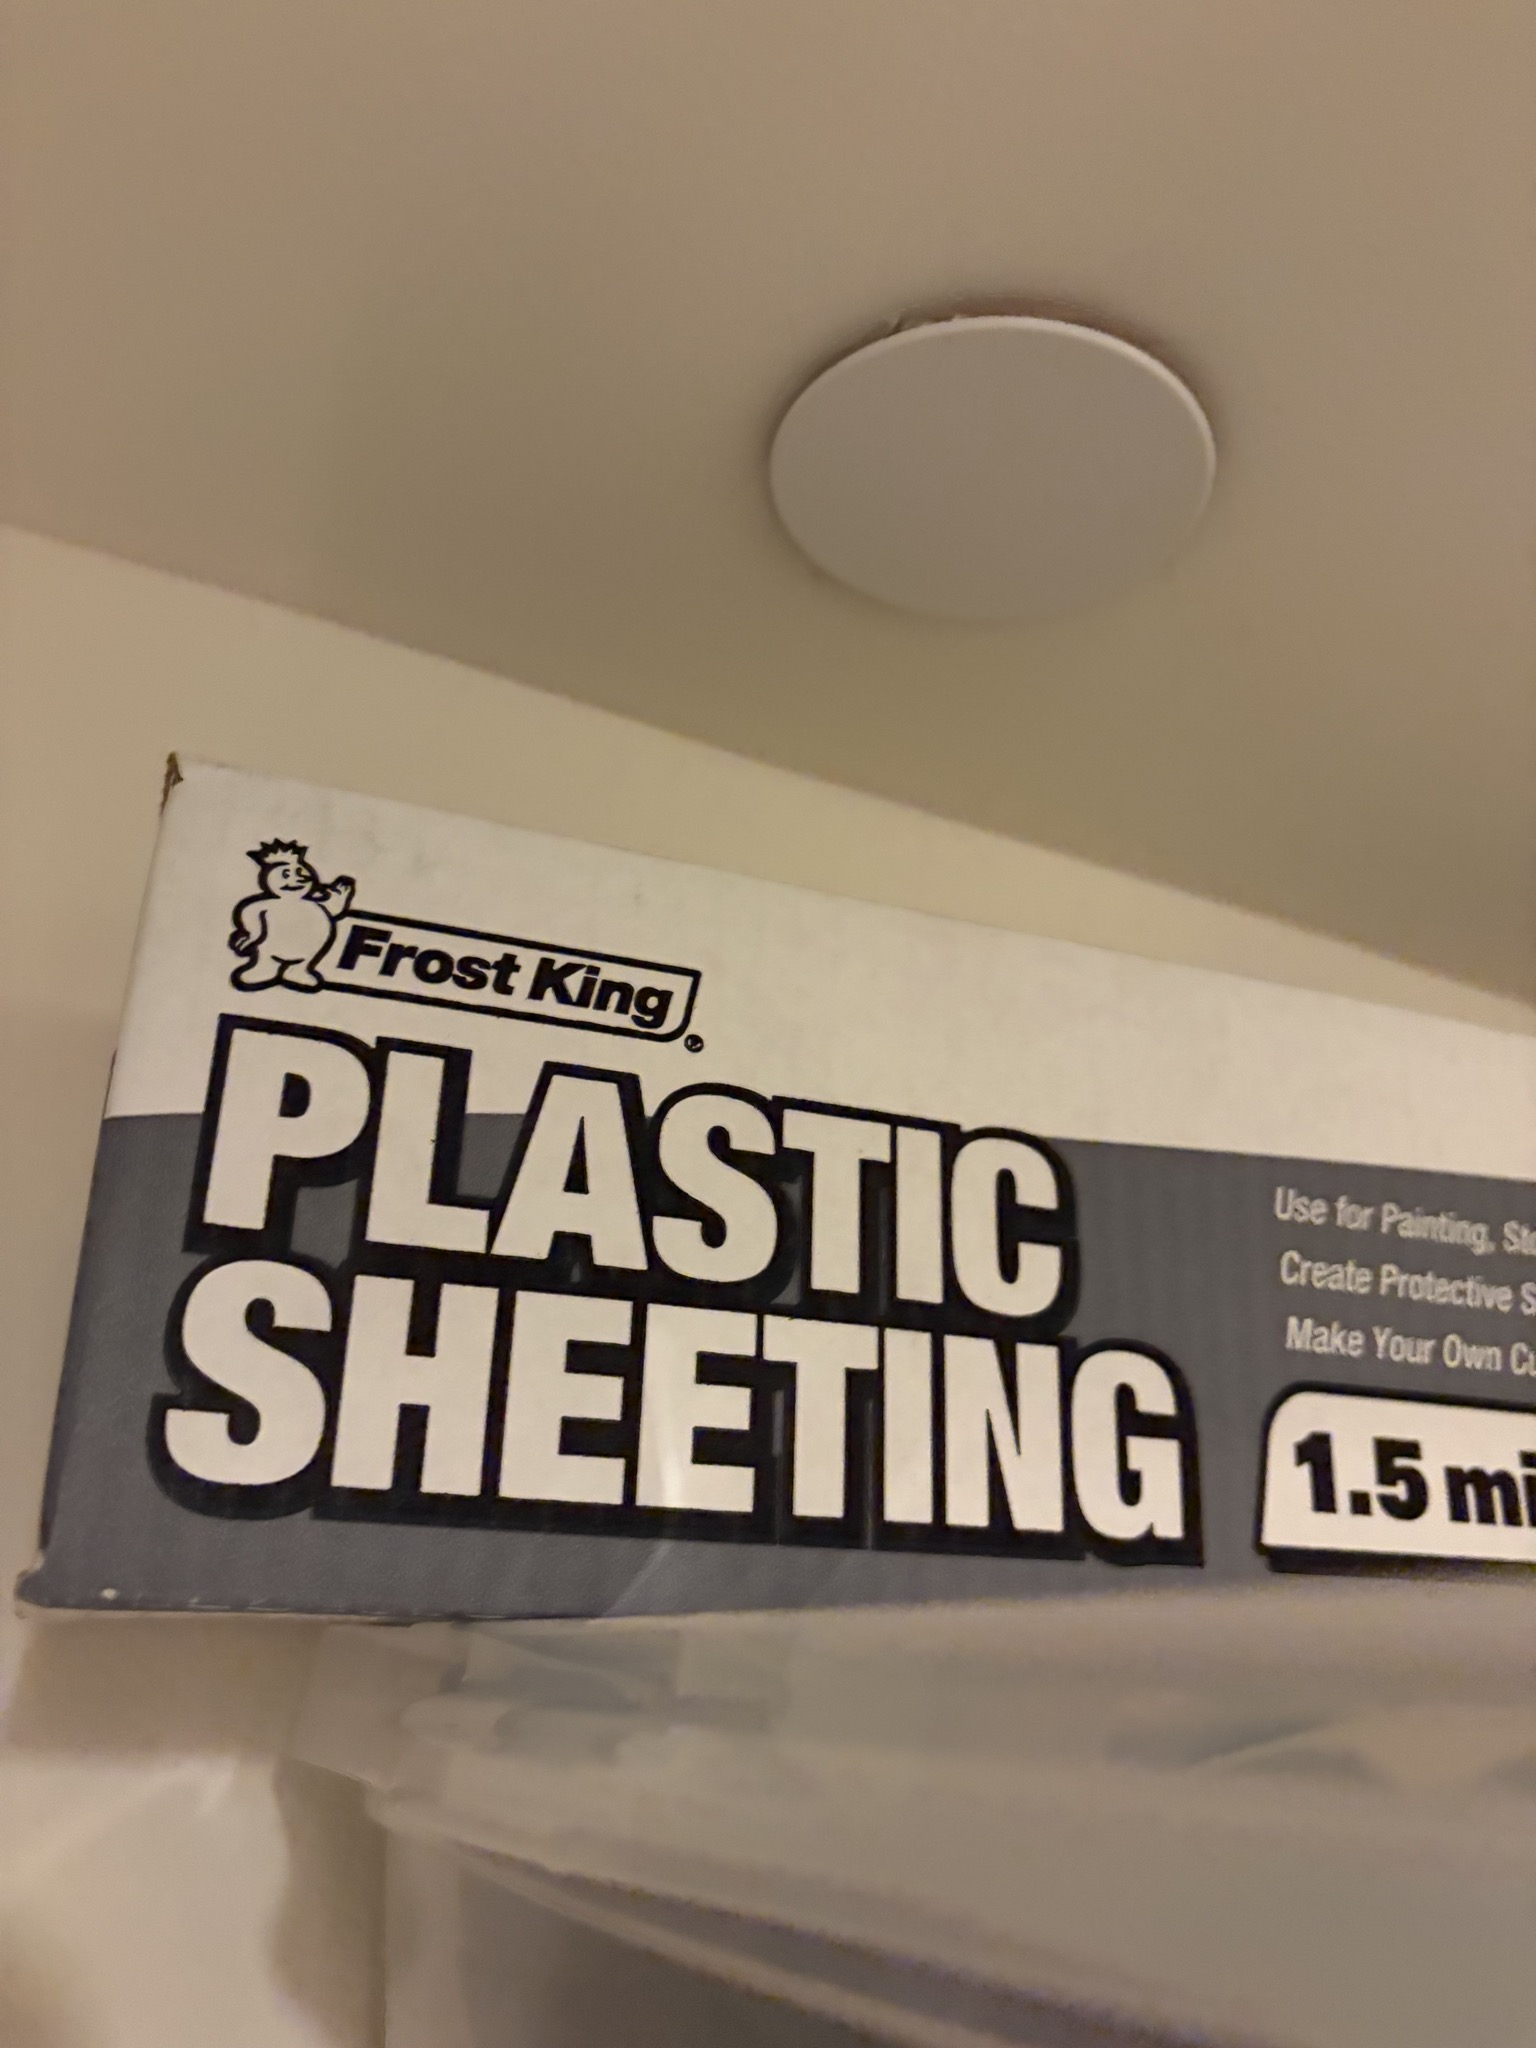 Frost King
PLASTIC
SHEETING
Use for Painting,
Create Protective
Make Your Own
1.5